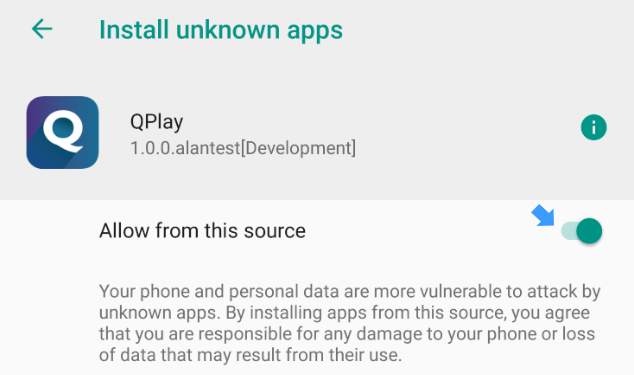 Install unknown apps
Q
QPlay
1.0.0.alantest[Development]
i
Allow from this source
Your phone and personal data are more vulnerable to attack by
unknown apps. By installing apps from this source, you agree
that you are responsible for any damage to your phone or loss
of data that may result from their use.